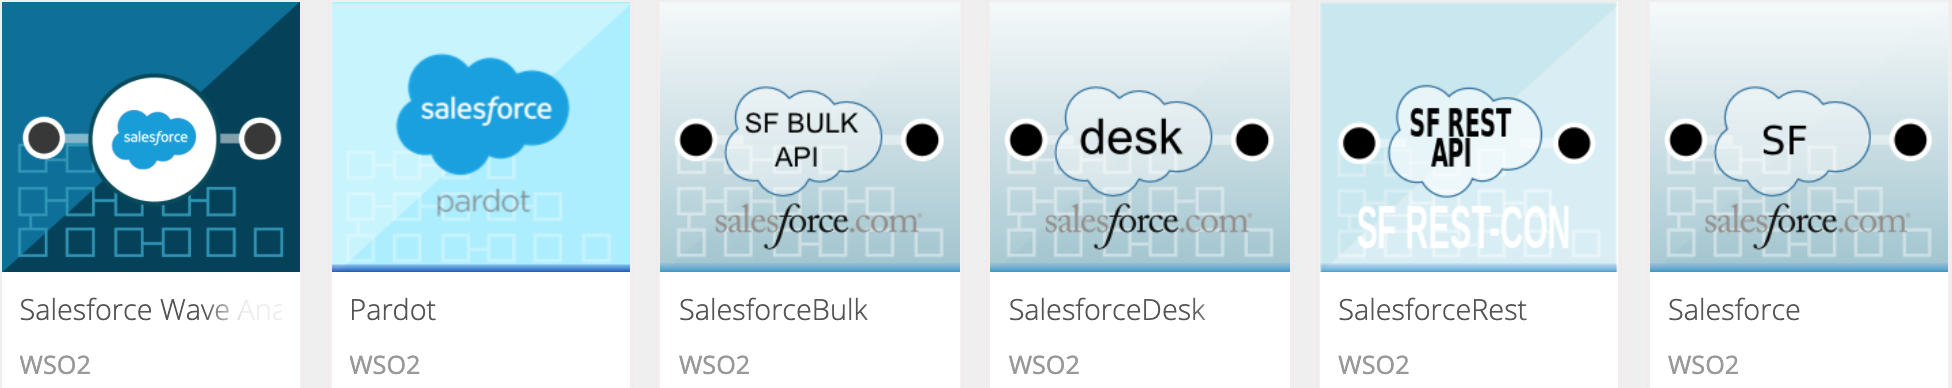 salesforce
Salesforce Wave Ana
WSO2
salesforce
pardot
Pardot
WSO2
SF BULK
API
salesforce.com
SalesforceBulk
WSO2
desk
salesforce.com
SalesforceDesk
WSO2
SF REST
API
SF REST-CON
SalesforceRest
WSO2
SF
salesforce.com
Salesforce
WSO2